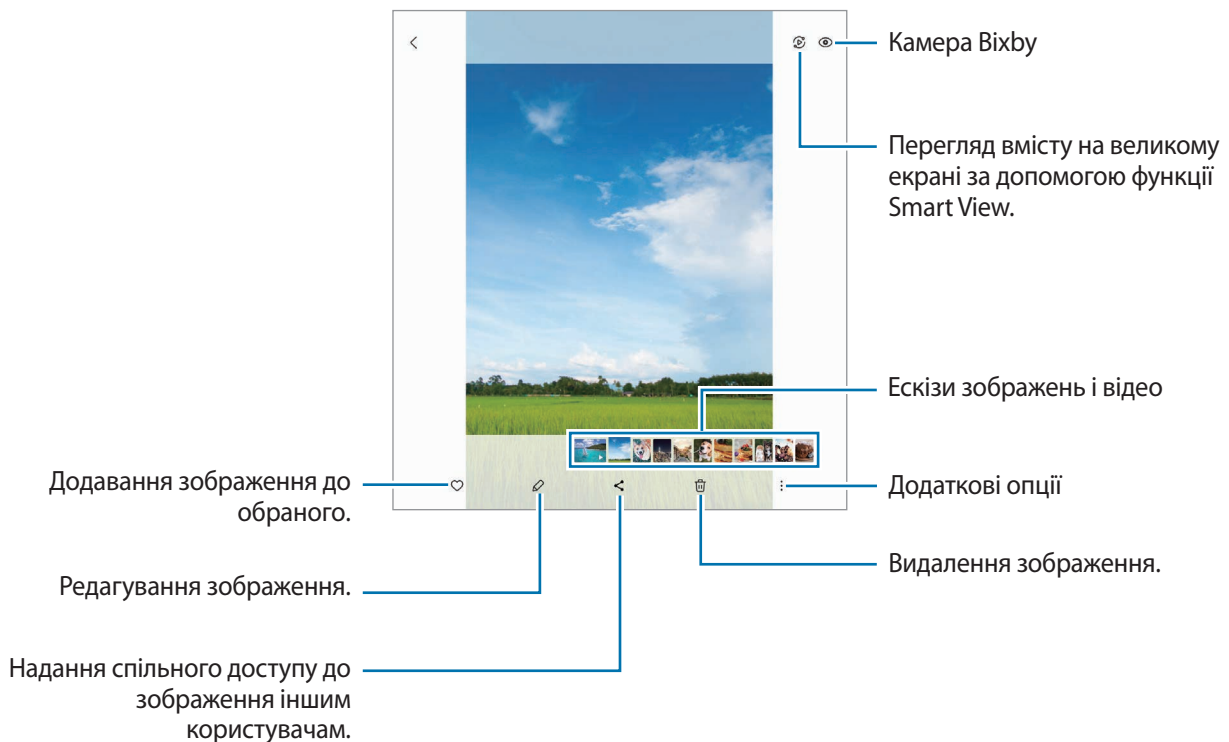 Камера Bixby
Перегляд вмісту на великому
екрані за допомогою функції
Smart View.
Ескізи зображень і відео
Додавання зображення до
обраного.
Додаткові опції
Видалення зображення.
Редагування зображення.
Надання спільного доступу до
зображення іншим
користувачам.